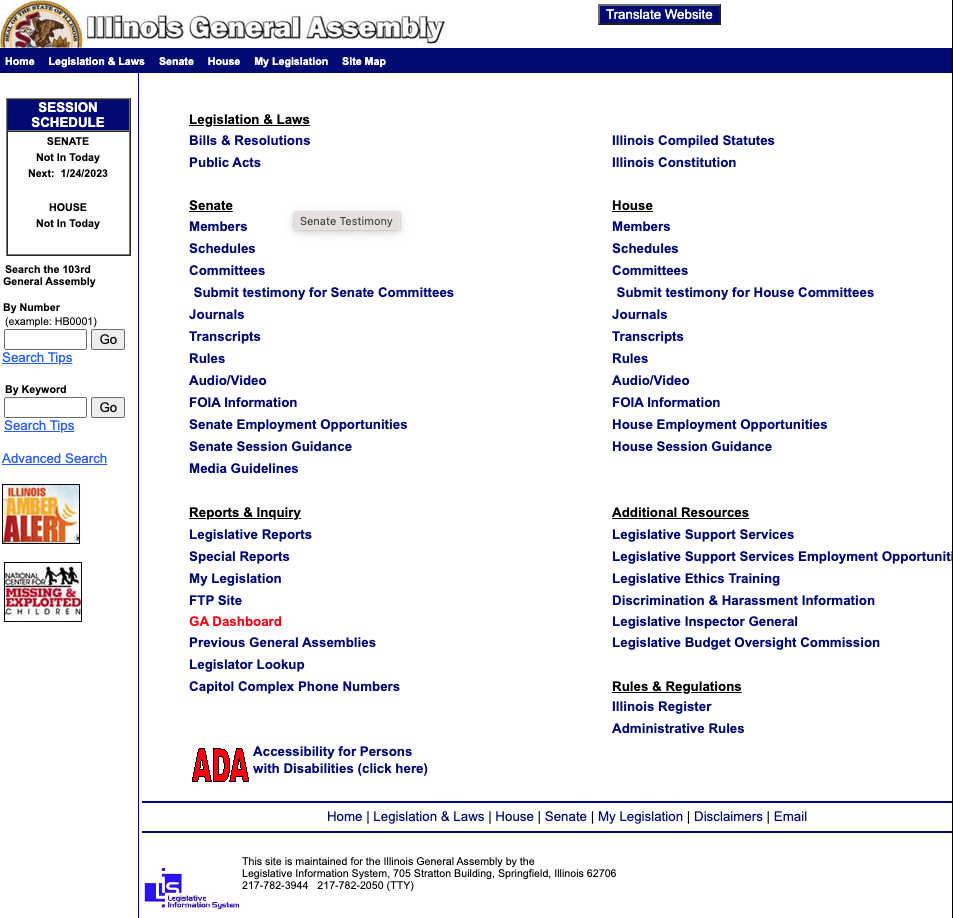 Illinois General Assembly
Translate Website
Home Legislation & Laws Senate House My Legislation Site Map
SESSION
SCHEDULE
SENATE
Not In Today
Next: 1/24/2023
HOUSE
Not In Today
Search the 103rd
General Assembly
By Number
(example: HB0001)
Go
Search Tips
By Keyword
Go
Search Tips
Advanced Search
ILLINOIS
AMBER
ALERT
NATIONAL
CENTER FOR
MISSING &
EXPLOITED
CHILDREN
Legislation & Laws
Bills & Resolutions
Public Acts
Illinois Compiled Statutes
Illinois Constitution
Senate
Senate Testimony
Members
Schedules
Committees
Submit testimony for Senate Committees
Journals
Transcripts
Rules
Audio/Video
FOIA Information
Senate Employment Opportunities
Senate Session Guidance
Media Guidelines
House
Members
Schedules
Committees
Submit testimony for House Committees
Journals
Transcripts
Rules
Audio/Video
FOIA Information
House Employment Opportunities
House Session Guidance
Reports & Inquiry
Legislative Reports
Special Reports
My Legislation
FTP Site
GA Dashboard
Previous General Assemblies
Legislator Lookup
Capitol Complex Phone Numbers
Additional Resources
Legislative Support Services
Legislative Support Services Employment Opportuniti
Legislative Ethics Training
Discrimination & Harassment Information
Legislative Inspector General
Legislative Budget Oversight Commission
Rules & Regulations
Illinois Register
Administrative Rules
ADA
Accessibility for Persons
with Disabilities (click here)
Home | Legislation & Laws | House | Senate | My Legislation | Disclaimers | Email
LIS
Legislative
Information System
This site is maintained for the Illinois General Assembly by the
Legislative Information System, 705 Stratton Building, Springfield, Illinois 62706
217-782-3944 217-782-2050 (TTY)